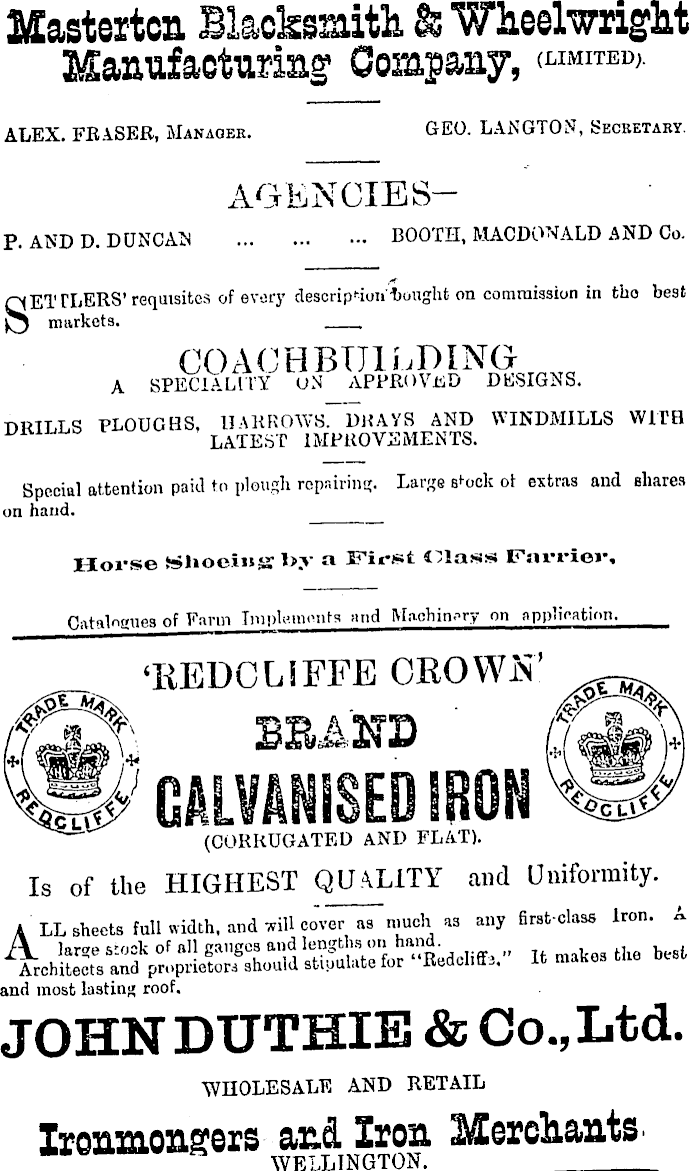 Masterton Blacksmith & Wheelwright
Manufacturing Company, (LIMITED).
ALEX. FRASER, MANAGER. GEO. LANGTON, SECRETARY.
AGENCIES—
P. AND D. DUNCAN ... ... ... BOOTH, MACDONALD AND Co.
SETTLERS' requisites of every description bought on commission in the best
markets.
COACHBUILDING
A SPECIALITY ON APPROVED DESIGNS.
DRILLS PLOUGHS, HARROWS. DRAYS AND WINDMILLS WITH
LATEST IMPROVEMENTS.
Special attention paid to plough repairing. Large stock of extras and shares
on hand.
Horse Shoeing by a First Class Farrier,
Catalogues of Farm Implements and Machinery on application.
'REDCLIFFE CROWN'
TRADE MARK
REDCLIFFE
TRADE MARK
REDCLIFFE
BRAND
GALVANISED IRON
(CORRUGATED AND FLAT).
Is of the HIGHEST QUALITY and Uniformity.
ALL sheets full width, and will cover as much as any first-class Iron. A
large stock of all gauges and lengths on hand.
Architects and proprietors should stipulate for "Redcliffe." It makes the best
and most lasting roof.
JOHN DUTHIE & Co., Ltd.
WHOLESALE AND RETAIL
Ironmongers and Iron Merchants.
WELLINGTON.